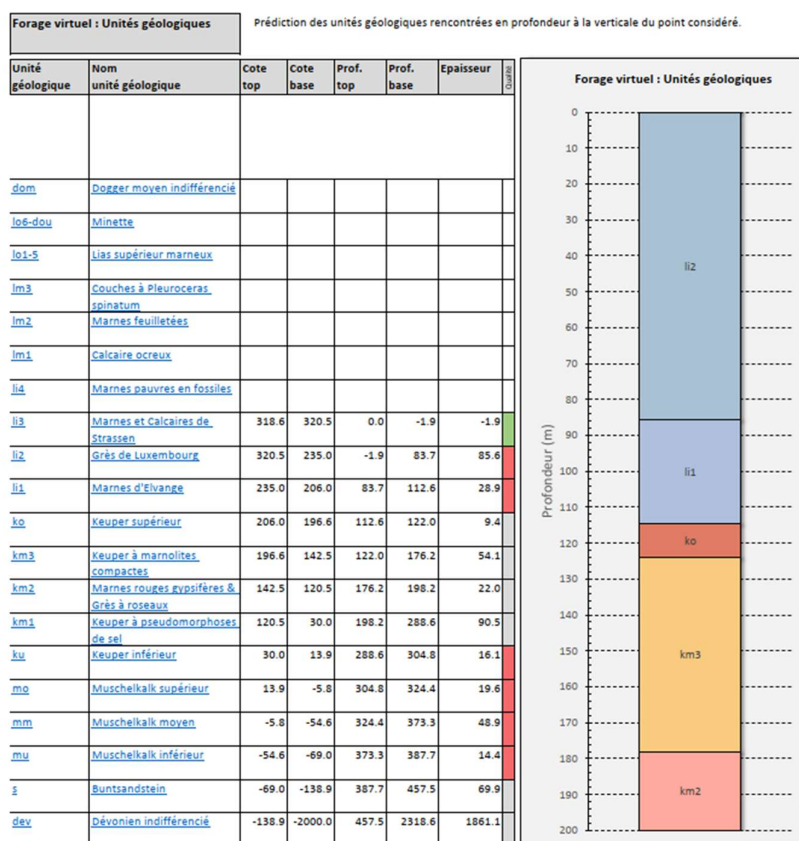 Forage virtuel : Unités géologiques
Prédiction des unités géologiques rencontrées en profondeur à la verticale du point considéré.
Unité géologique Nom unité géologique Cote top Cote base Prof. top Prof. base Epaisseur Qualité
dom Dogger moyen indifférencié
lo6-dou Minette
lo1-5 Lias supérieur marneux
lm3 Couches à Pleuroceras
spinatum
lm2 Marnes feuilletées
lm1 Calcaire ocreux
li4 Marnes pauvres en fossiles
li3 Marnes et Calcaires de 318.6 320.5 0.0 -1.9 -1.9
Strassen
li2 Grès de Luxembourg 320.5 235.0 -1.9 83.7 85.6
li1 Marnes d'Elvange 235.0 206.0 83.7 112.6 28.9
ko Keuper supérieur 206.0 196.6 112.6 122.0 9.4
km3 Keuper à marnolites 196.6 142.5 122.0 176.2 54.1
compactes
km2 Marnes rouges gypsifères & 142.5 120.5 176.2 198.2 22.0
Grès à roseaux
km1 Keuper à pseudomorphoses 120.5 30.0 198.2 288.6 90.5
de sel
ku Keuper inférieur 30.0 13.9 288.6 304.8 16.1
mo Muschelkalk supérieur 13.9 -5.8 304.8 324.4 19.6
mm Muschelkalk moyen -5.8 -54.6 324.4 373.3 48.9
mu Muschelkalk inférieur -54.6 -69.0 373.3 387.7 14.4
s Buntsandstein -69.0 -138.9 387.7 457.5 69.9
dev Dévonien indifférencié -138.9 -2000.0 457.5 2318.6 1861.1
Forage virtuel : Unités géologiques
Profondeur (m)
0
10
20
30
40
50
60
70
80
90
100
110
120
130
140
150
160
170
180
190
200
li2
li1
ko
km3
km2